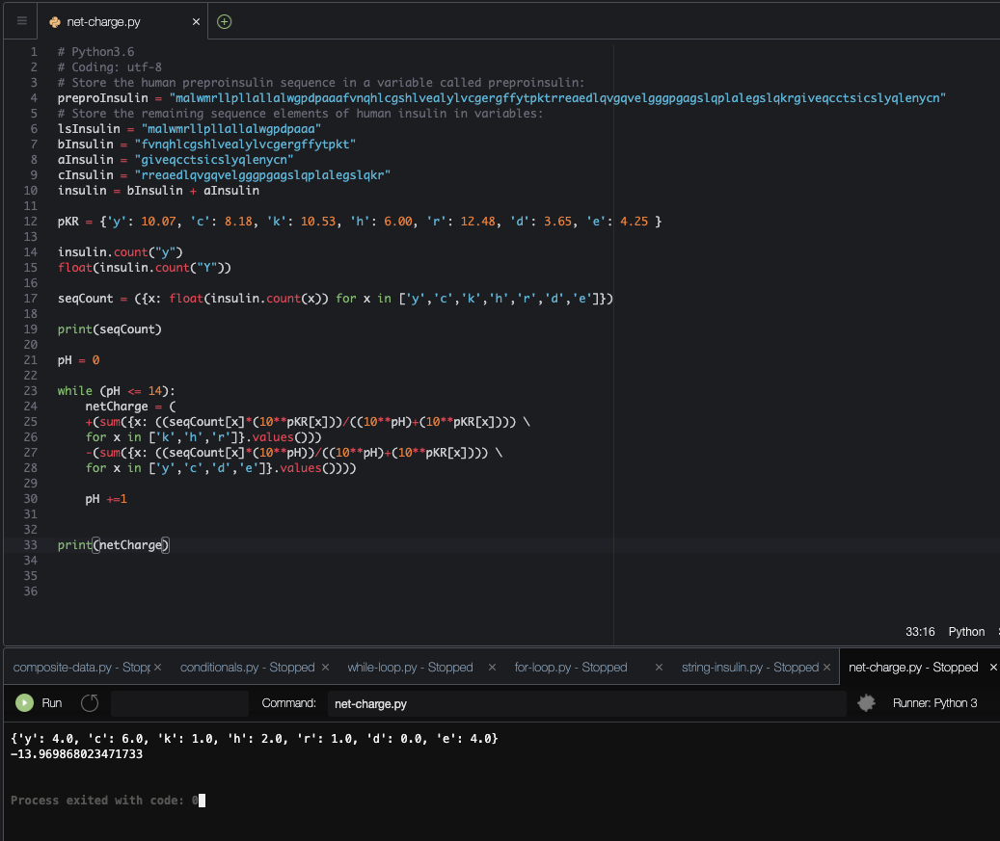 net-charge.py
1 # Python3.6
2 # Coding: utf-8
3 # Store the human preproinsulin sequence in a variable called preproinsulin:
4 preproInsulin = "malwmrllpllallalwgpdpaaafvnqhlcgshlvealylvcgergffytpktrreaedlqvgqvelgggpgagslqplalegslqkrgiveqcctsicslyqlenycn"
5 # Store the remaining sequence elements of human insulin in variables:
6 lsInsulin = "malwmrllpllallalwgpdpaaa"
7 bInsulin = "fvnqhlcgshlvealylvcgergffytpkt"
8 aInsulin = "giveqcctsicslyqlenycn"
9 cInsulin = "rreaedlqvgqvelgggpgagslqplalegslqkr"
10 insulin = bInsulin + aInsulin
11
12 pKR = {'y': 10.07, 'c': 8.18, 'k': 10.53, 'h': 6.00, 'r': 12.48, 'd': 3.65, 'e': 4.25 }
13
14 insulin.count("y")
15 float(insulin.count("Y"))
16
17 seqCount = ({x: float(insulin.count(x)) for x in ['y','c','k','h','r','d','e']})
18
19 print(seqCount)
20
21 pH = 0
22
23 while (pH <= 14):
24 netCharge = (
25 +(sum({x: ((seqCount[x]*(10**pKR[x]))/((10**pH)+(10**pKR[x]))) \
26 for x in ['k','h','r']}.values()))
27 -(sum({x: ((seqCount[x]*(10**pH))/((10**pH)+(10**pKR[x]))) \
28 for x in ['y','c','d','e']}.values())))
29
30 pH +=1
31
32
33 print(netCharge)
34
35
36
33:16 Python
composite-data.py - Stopp conditionals.py - Stopped while-loop.py - Stopped for-loop.py - Stopped string-insulin.py - Stopped net-charge.py - Stopped
Run Command: net-charge.py Runner: Python 3
{'y': 4.0, 'c': 6.0, 'k': 1.0, 'h': 2.0, 'r': 1.0, 'd': 0.0, 'e': 4.0}
-13.969868023471733
Process exited with code: 0